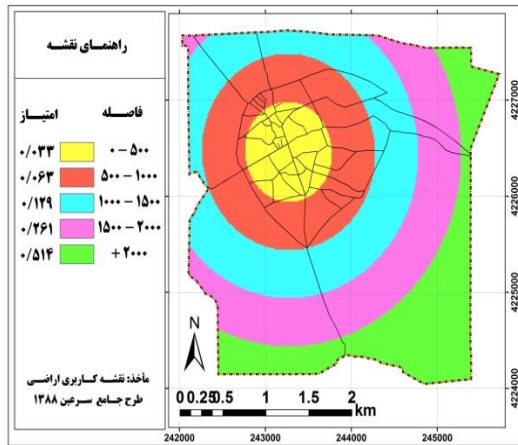 راهنمای نقشه
فاصله امتیاز
۰ – ۵۰۰ ۰/۰۳۳
۵۰۰ – ۱۰۰۰ ۰/۰۶۳
۱۰۰۰ – ۱۵۰۰ ۰/۱۲۹
۱۵۰۰ – ۲۰۰۰ ۰/۲۶۱
+ ۲۰۰۰ ۰/۵۱۴
N
مأخذ: نقشه کاربری اراضی
طرح جامع سرعین ۱۳۸۸
0 0.25 0.5 1 1.5 2
km
4227000
4226000
4225000
4224000
242000 243000 244000 245000